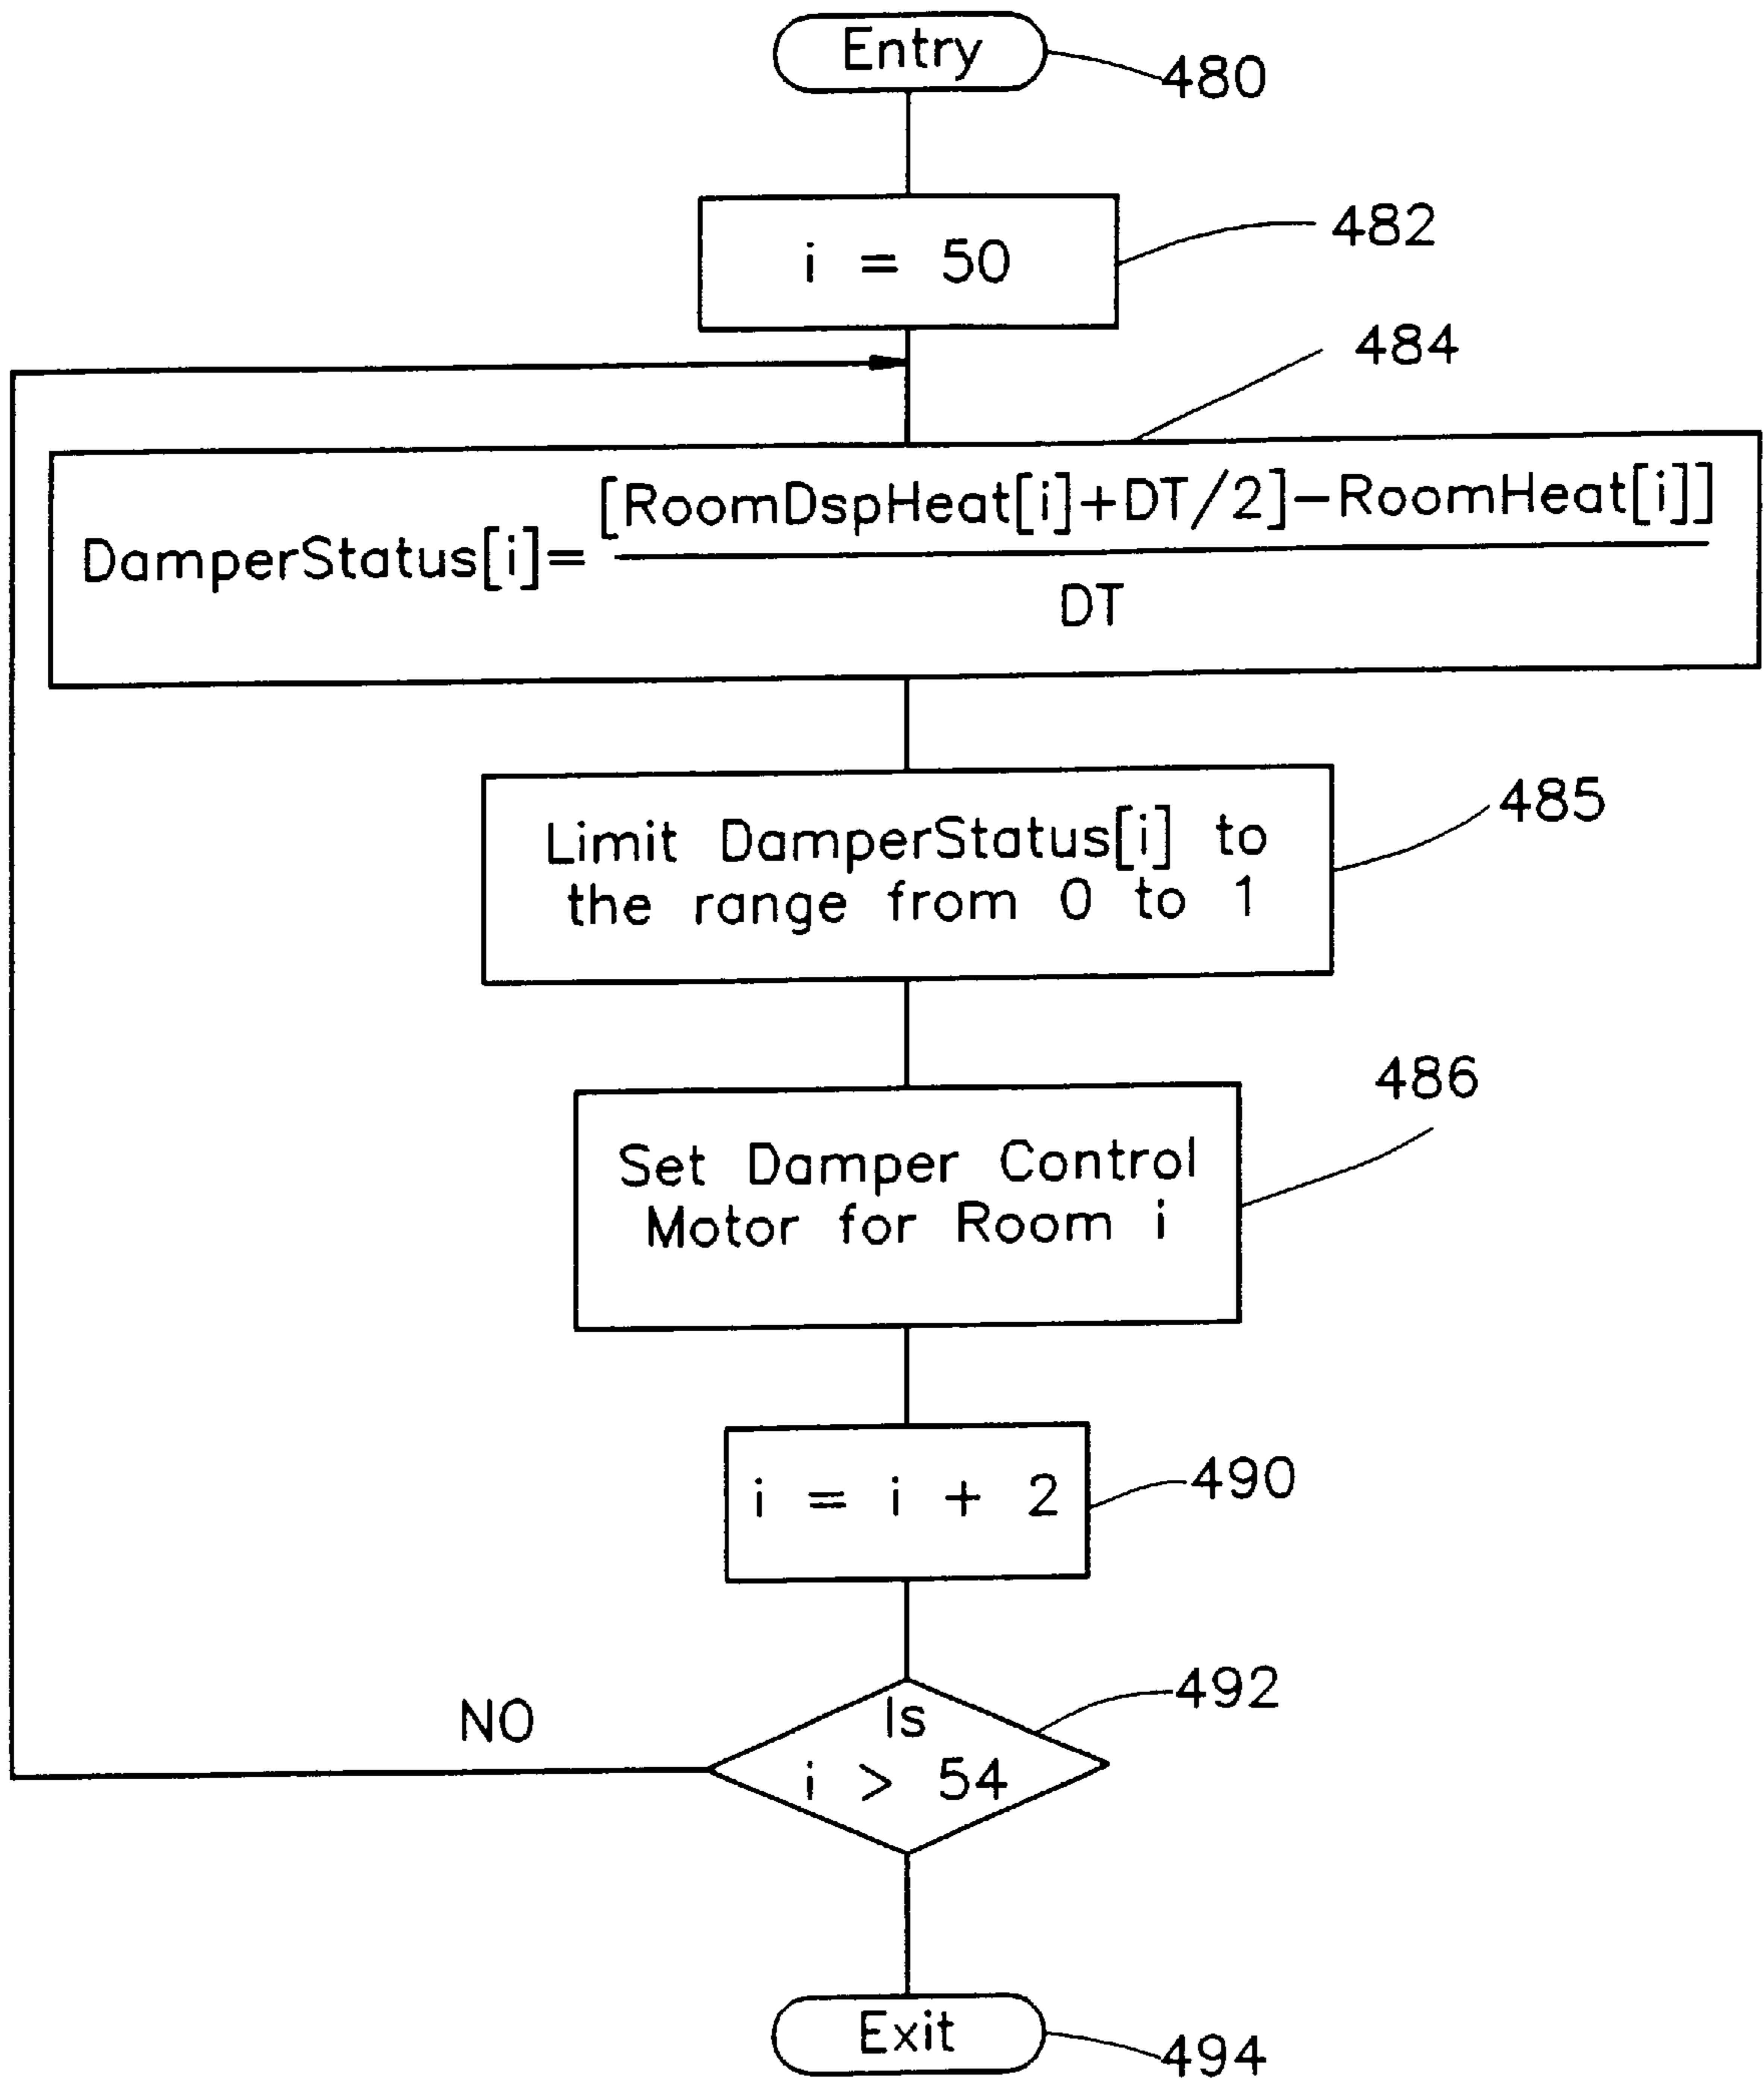 Entry
480
i = 50
482
484
[RoomDspHeat[i]+DT/2]-RoomHeat[i]]
DamperStatus[i]=
DT
Limit DamperStatus[i] to
the range from 0 to 1
485
486
Set Damper Control
Motor for Room i
i = i + 2
490
492
NO
Is
i > 54
Exit
494